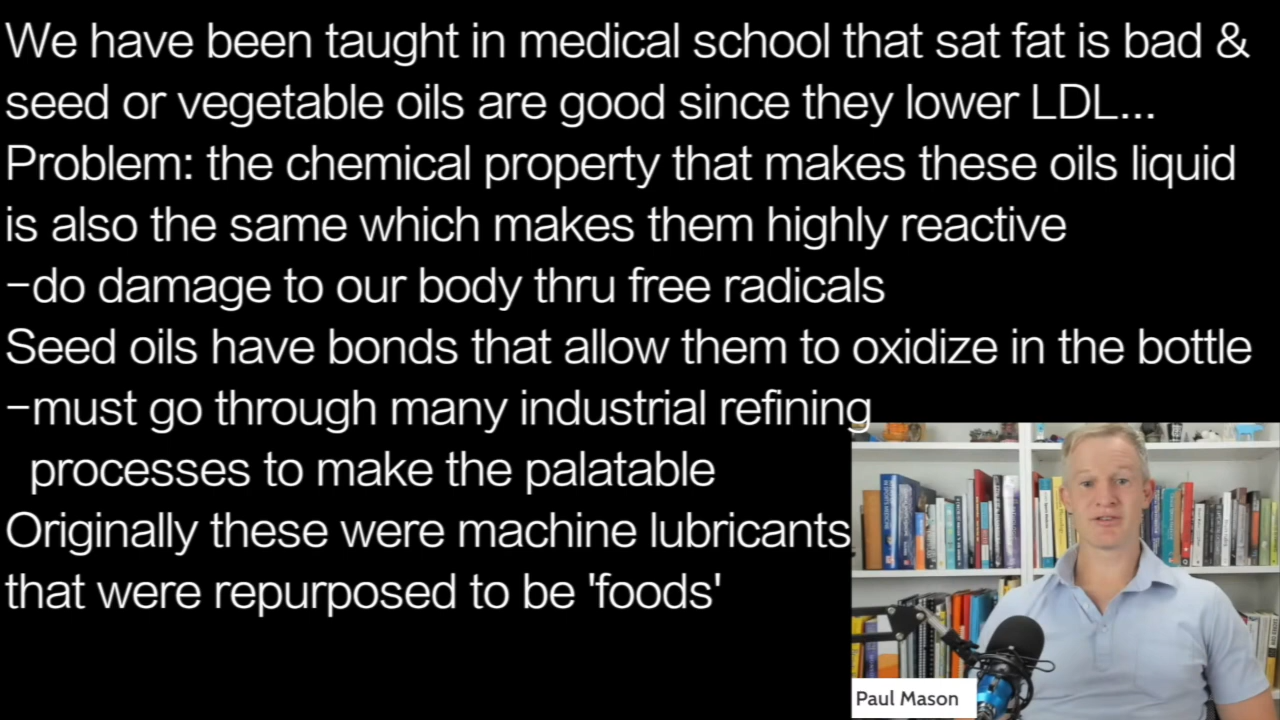 We have been taught in medical school that sat fat is bad &
seed or vegetable oils are good since they lower LDL...
Problem: the chemical property that makes these oils liquid
is also the same which makes them highly reactive
–do damage to our body thru free radicals
Seed oils have bonds that allow them to oxidize in the bottle
–must go through many industrial refining
processes to make the palatable
Originally these were machine lubricants
that were repurposed to be 'foods'
Paul Mason